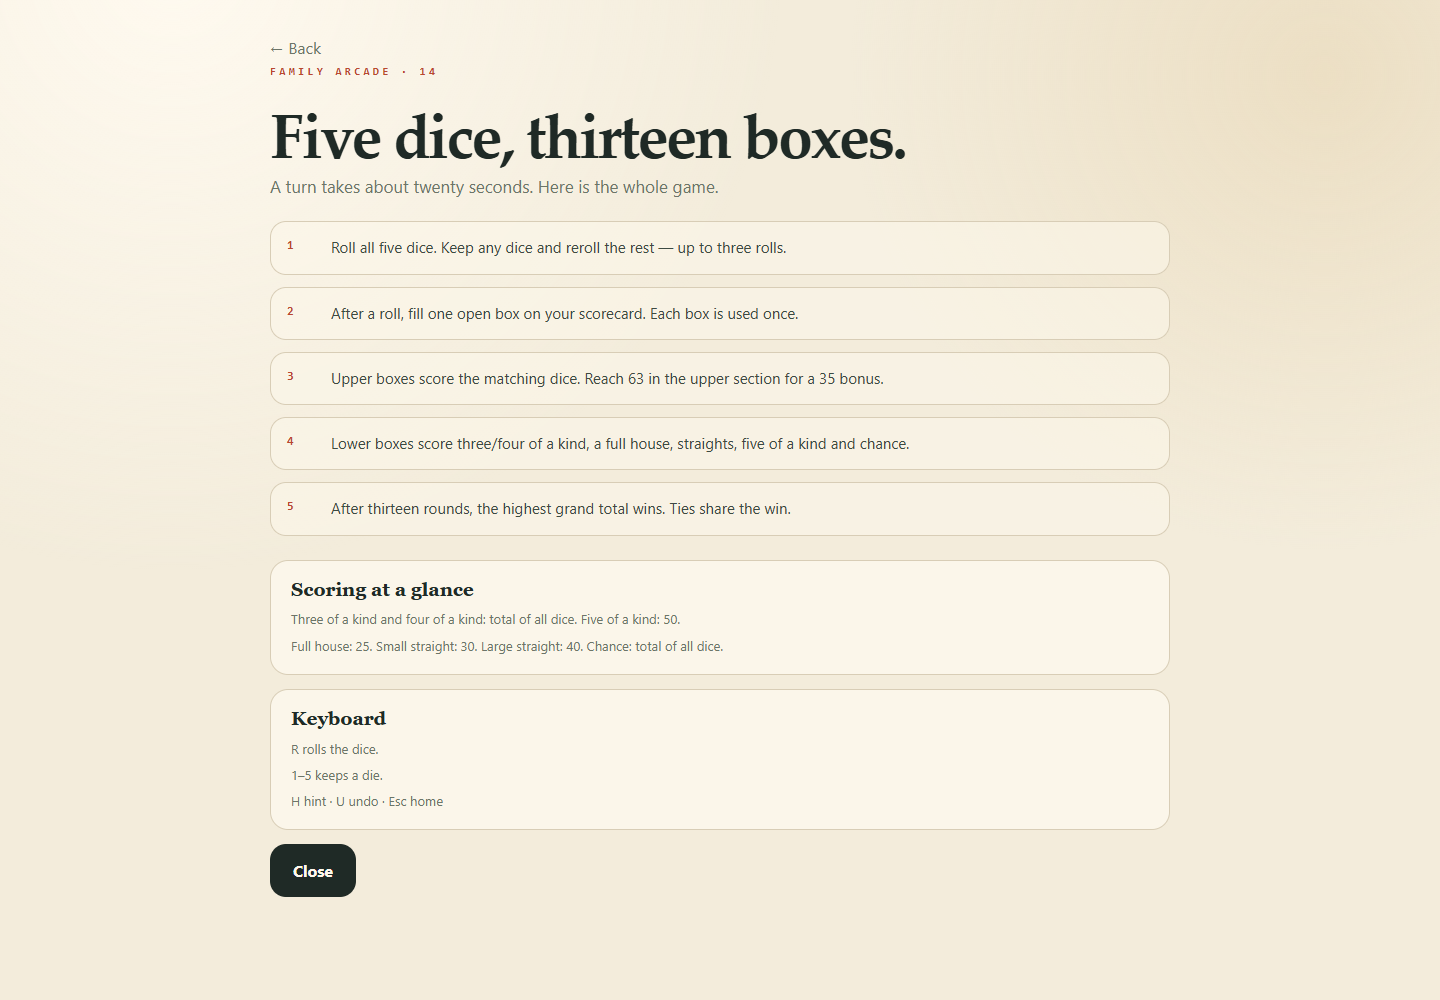 ← Back
FAMILY ARCADE · 14
Five dice, thirteen boxes.
A turn takes about twenty seconds. Here is the whole game.
1 Roll all five dice. Keep any dice and reroll the rest — up to three rolls.
2 After a roll, fill one open box on your scorecard. Each box is used once.
3 Upper boxes score the matching dice. Reach 63 in the upper section for a 35 bonus.
4 Lower boxes score three/four of a kind, a full house, straights, five of a kind and chance.
5 After thirteen rounds, the highest grand total wins. Ties share the win.
Scoring at a glance
Three of a kind and four of a kind: total of all dice. Five of a kind: 50.
Full house: 25. Small straight: 30. Large straight: 40. Chance: total of all dice.
Keyboard
R rolls the dice.
1–5 keeps a die.
H hint · U undo · Esc home
Close